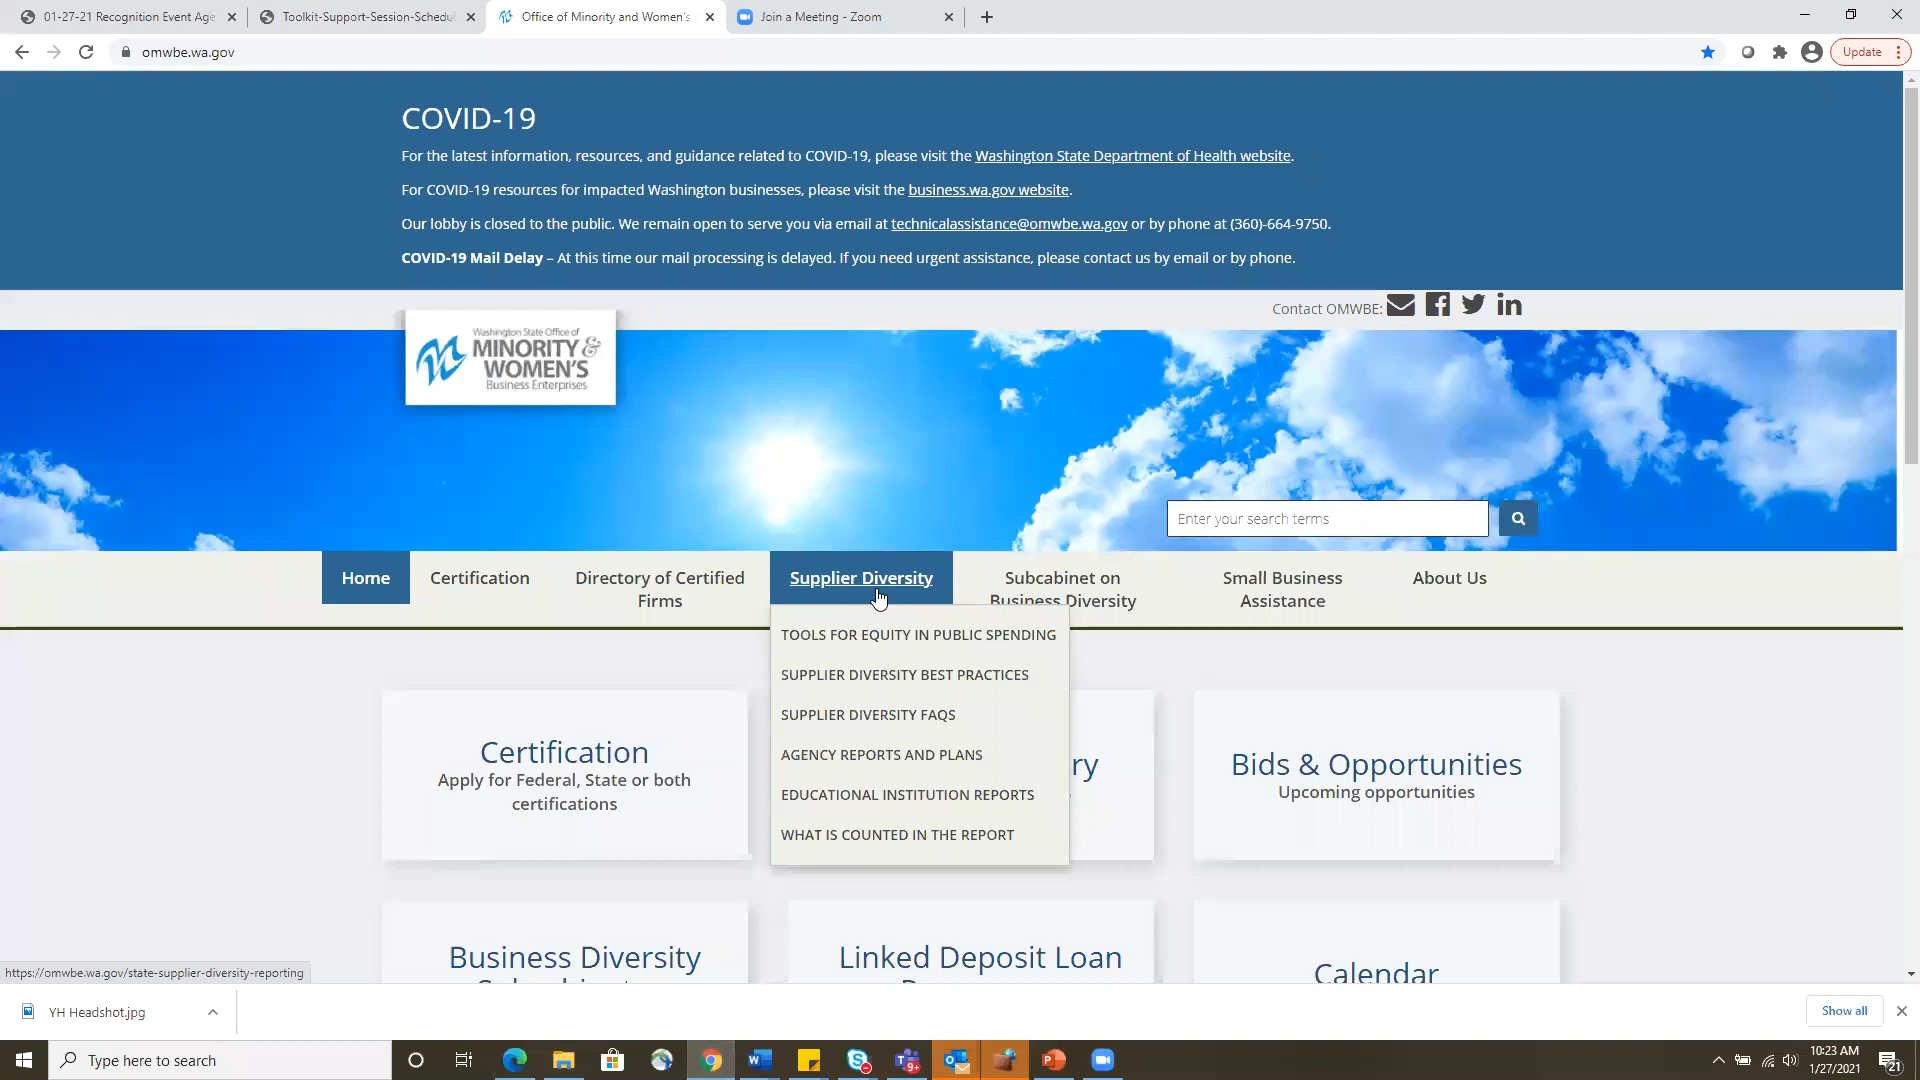 01-27-21 Recognition Event Age
Toolkit-Support-Session-Schedul
Office of Minority and Women's
Join a Meeting - Zoom
omwbe.wa.gov
Update
COVID-19
For the latest information, resources, and guidance related to COVID-19, please visit the Washington State Department of Health website.
For COVID-19 resources for impacted Washington businesses, please visit the business.wa.gov website.
Our lobby is closed to the public. We remain open to serve you via email at technicalassistance@omwbe.wa.gov or by phone at (360)-664-9750.
COVID-19 Mail Delay – At this time our mail processing is delayed. If you need urgent assistance, please contact us by email or by phone.
Contact OMWBE:
Washington State Office of
MINORITY &
WOMEN'S
Business Enterprises
Enter your search terms
Home
Certification
Directory of Certified
Firms
Supplier Diversity
Subcabinet on
Business Diversity
Small Business
Assistance
About Us
TOOLS FOR EQUITY IN PUBLIC SPENDING
SUPPLIER DIVERSITY BEST PRACTICES
SUPPLIER DIVERSITY FAQS
AGENCY REPORTS AND PLANS
EDUCATIONAL INSTITUTION REPORTS
WHAT IS COUNTED IN THE REPORT
Certification
Apply for Federal, State or both
certifications
ry
Bids & Opportunities
Upcoming opportunities
Business Diversity
Linked Deposit Loan
Calendar
https://omwbe.wa.gov/state-supplier-diversity-reporting
YH Headshot.jpg
Show all
Type here to search
9+
10:23 AM
1/27/2021
21